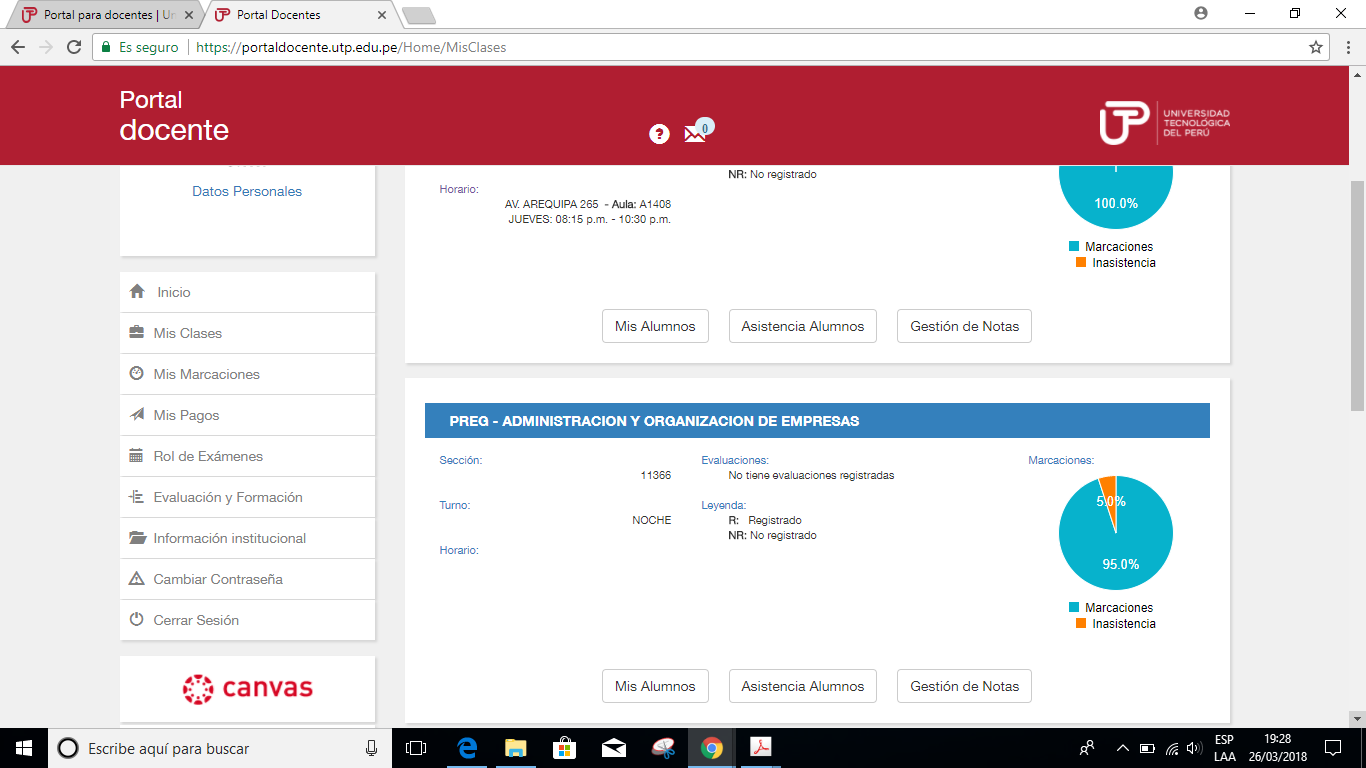 Portal para docentes | Un
Portal Docentes
Es seguro
https://portaldocente.utp.edu.pe/Home/MisClases
Portal
docente
?
0
UNIVERSIDAD
TECNOLÓGICA
DEL PERÚ
Datos Personales
Inicio
Mis Clases
Mis Marcaciones
Mis Pagos
Rol de Exámenes
Evaluación y Formación
Información institucional
Cambiar Contraseña
Cerrar Sesión
canvas
NR: No registrado
Horario:
AV. AREQUIPA 265 - Aula: A1408
JUEVES: 08:15 p.m. - 10:30 p.m.
100.0%
Marcaciones
Inasistencia
Mis Alumnos
Asistencia Alumnos
Gestión de Notas
PREG - ADMINISTRACION Y ORGANIZACION DE EMPRESAS
Sección:
11366
Turno:
NOCHE
Horario:
Evaluaciones:
No tiene evaluaciones registradas
Leyenda:
R: Registrado
NR: No registrado
Marcaciones:
5.0%
95.0%
Marcaciones
Inasistencia
Mis Alumnos
Asistencia Alumnos
Gestión de Notas
Escribe aquí para buscar
ESP
LAA
19:28
26/03/2018